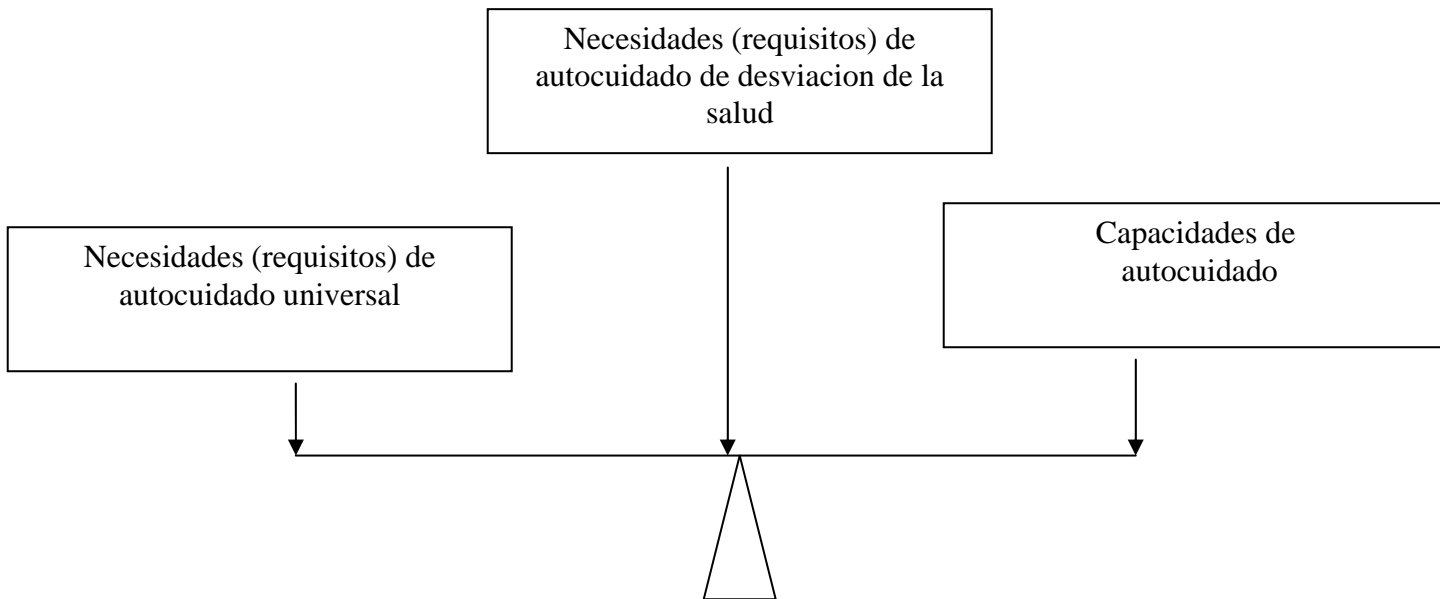 Necesidades (requisitos) de
autocuidado de desviacion de la
salud
Necesidades (requisitos) de
autocuidado universal
Capacidades de
autocuidado